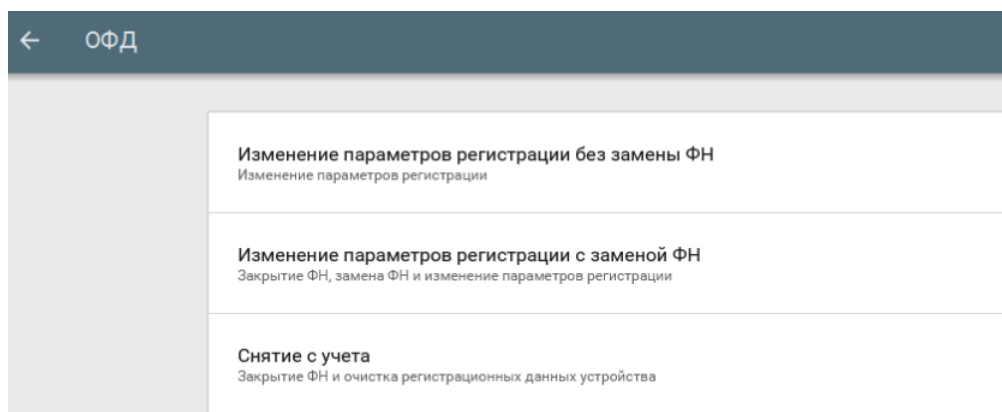 ОФД
Изменение параметров регистрации без замены ФН
Изменение параметров регистрации
Изменение параметров регистрации с заменой ФН
Закрытие ФН, замена ФН и изменение параметров регистрации
Снятие с учета
Закрытие ФН и очистка регистрационных данных устройства